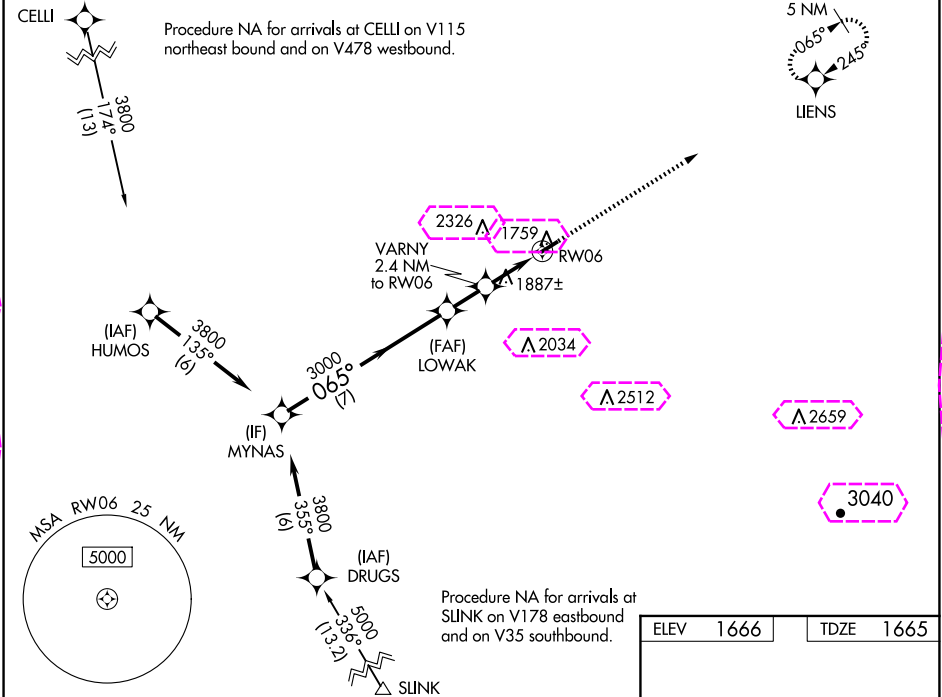 CELLI
Procedure NA for arrivals at CELLI on V115
northeast bound and on V478 westbound.
5 NM
065°
245°
LIENS
3800
174°
(13)
2326
1759
RW06
VARNY
2.4 NM
to RW06
1887±
(IAF)
HUMOS
3800
135°
(6)
(FAF)
LOWAK
2034
3000
065°
(7)
2512
2659
(IF)
MYNAS
3040
MSA RW06 25 NM
5000
3800
355°
(6)
(IAF)
DRUGS
Procedure NA for arrivals at
SLINK on V178 eastbound
and on V35 southbound.
5000
336°
(13.2)
SLINK
ELEV 1666
TDZE 1665